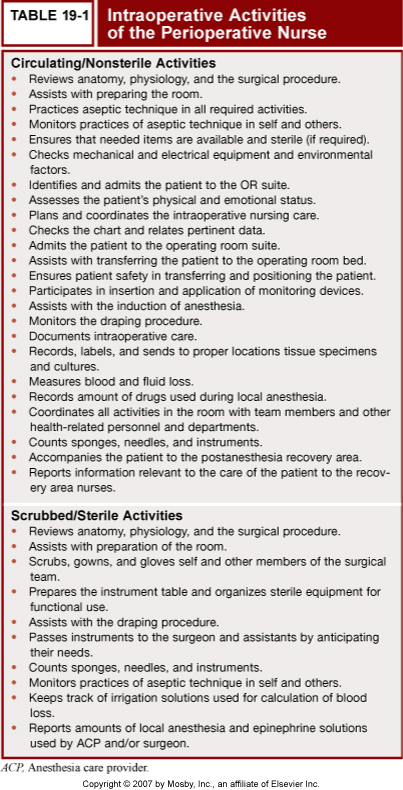 TABLE 19-1
Intraoperative Activities
of the Perioperative Nurse
Circulating/Nonsterile Activities
• Reviews anatomy, physiology, and the surgical procedure.
• Assists with preparing the room.
• Practices aseptic technique in all required activities.
• Monitors practices of aseptic technique in self and others.
• Ensures that needed items are available and sterile (if required).
• Checks mechanical and electrical equipment and environmental
factors.
• Identifies and admits the patient to the OR suite.
• Assesses the patient's physical and emotional status.
• Plans and coordinates the intraoperative nursing care.
• Checks the chart and relates pertinent data.
• Admits the patient to the operating room suite.
• Assists with transferring the patient to the operating room bed.
• Ensures patient safety in transferring and positioning the patient.
• Participates in insertion and application of monitoring devices.
• Assists with the induction of anesthesia.
• Monitors the draping procedure.
• Documents intraoperative care.
• Records, labels, and sends to proper locations tissue specimens
and cultures.
• Measures blood and fluid loss.
• Records amount of drugs used during local anesthesia.
• Coordinates all activities in the room with team members and other
health-related personnel and departments.
• Counts sponges, needles, and instruments.
• Accompanies the patient to the postanesthesia recovery area.
• Reports information relevant to the care of the patient to the recov-
ery area nurses.
Scrubbed/Sterile Activities
• Reviews anatomy, physiology, and the surgical procedure.
• Assists with preparation of the room.
• Scrubs, gowns, and gloves self and other members of the surgical
team.
• Prepares the instrument table and organizes sterile equipment for
functional use.
• Assists with the draping procedure.
• Passes instruments to the surgeon and assistants by anticipating
their needs.
• Counts sponges, needles, and instruments.
• Monitors practices of aseptic technique in self and others.
• Keeps track of irrigation solutions used for calculation of blood
loss.
• Reports amounts of local anesthesia and epinephrine solutions
used by ACP and/or surgeon.
ACP, Anesthesia care provider.
Copyright © 2007 by Mosby, Inc., an affiliate of Elsevier Inc.